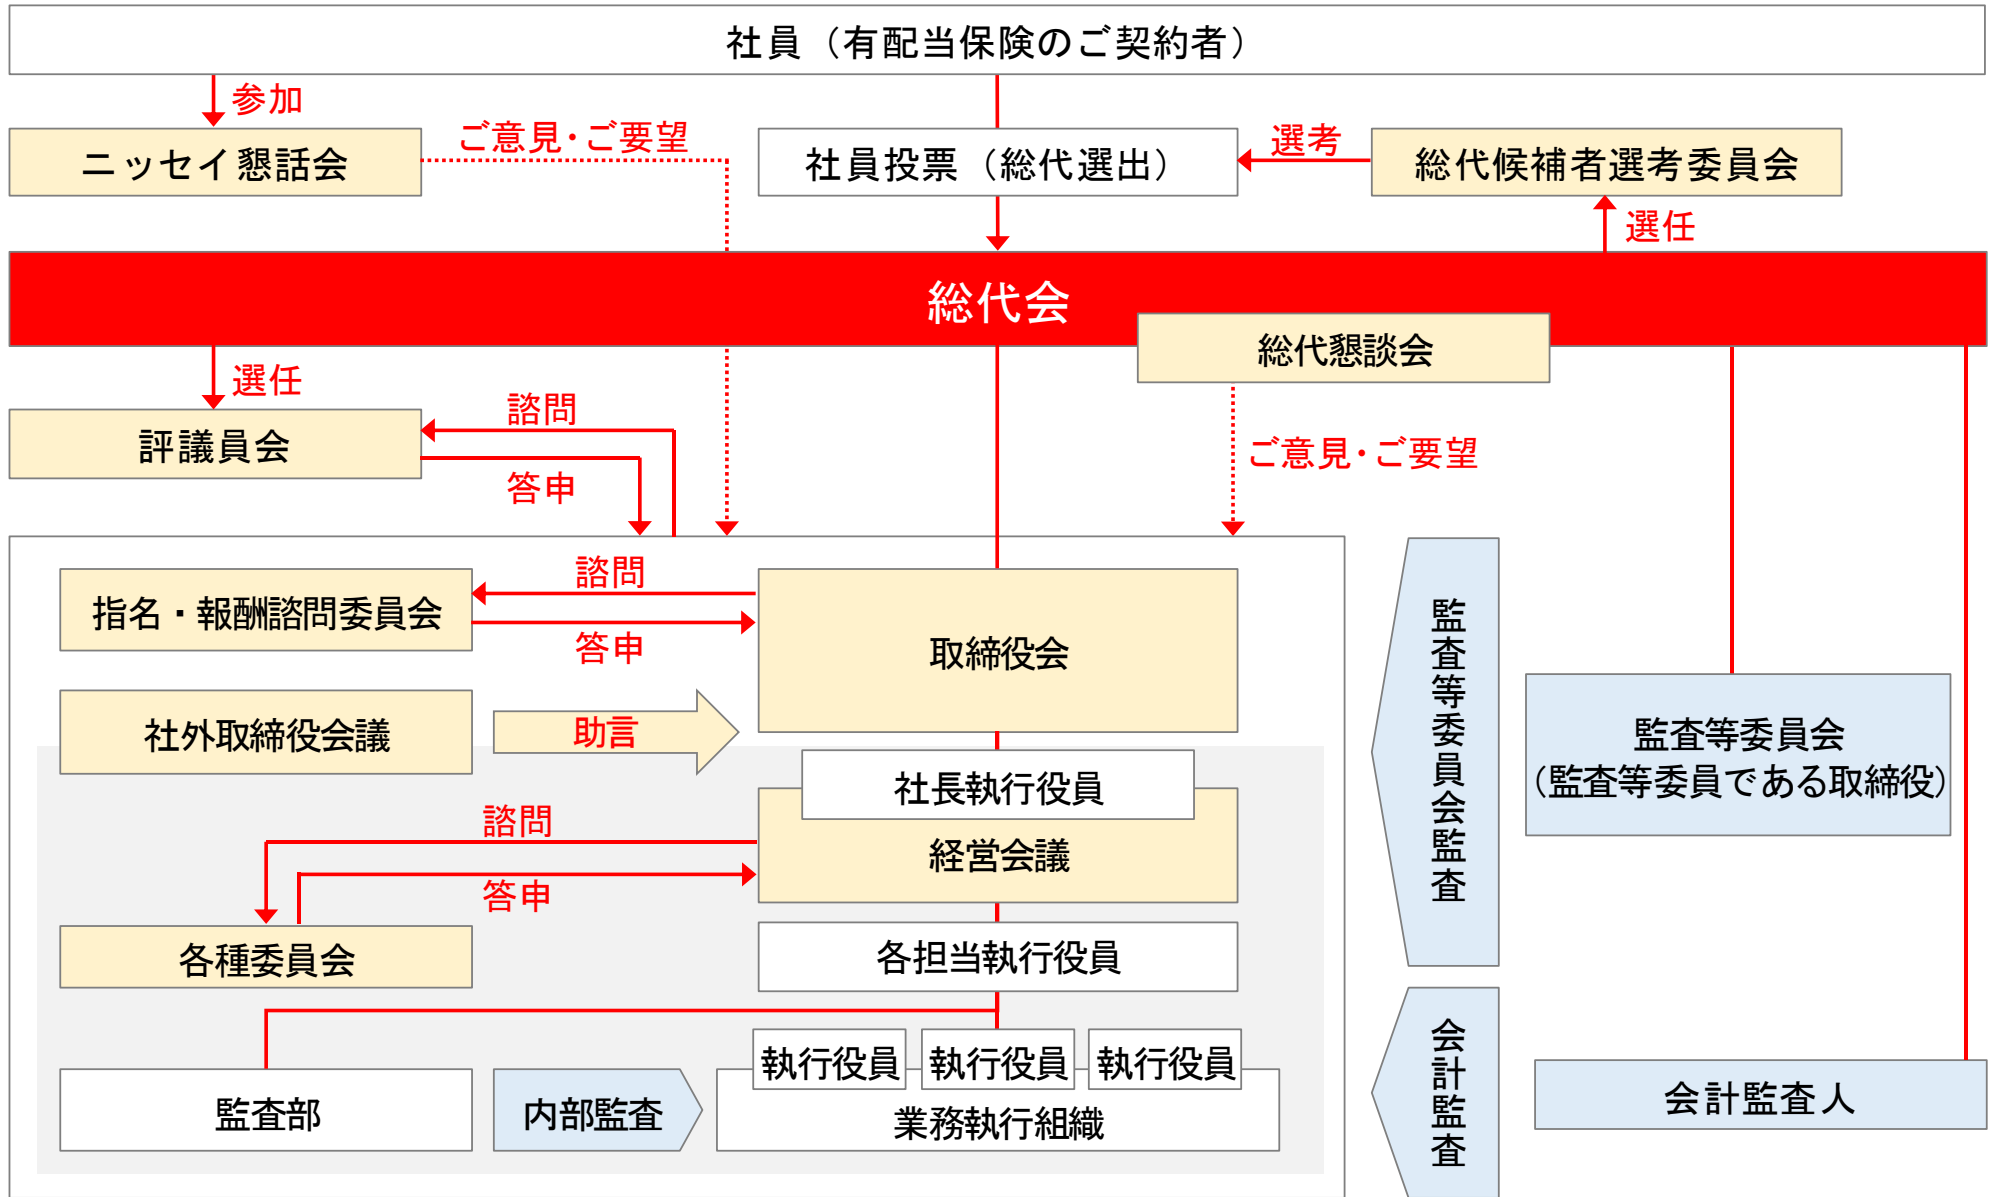 社員（有配当保険のご契約者）
参加
ニッセイ懇話会
ご意見・ご要望
社員投票（総代選出）
選考
総代候補者選考委員会
選任
総代会
総代懇談会
選任
評議員会
諮問
答申
ご意見・ご要望
指名・報酬諮問委員会
諮問
答申
取締役会
社外取締役会議
助言
社長執行役員
経営会議
諮問
答申
各種委員会
各担当執行役員
監査部
内部監査
執行役員
執行役員
執行役員
業務執行組織
監査等委員会監査
監査等委員会
（監査等委員である取締役）
会計監査
会計監査人